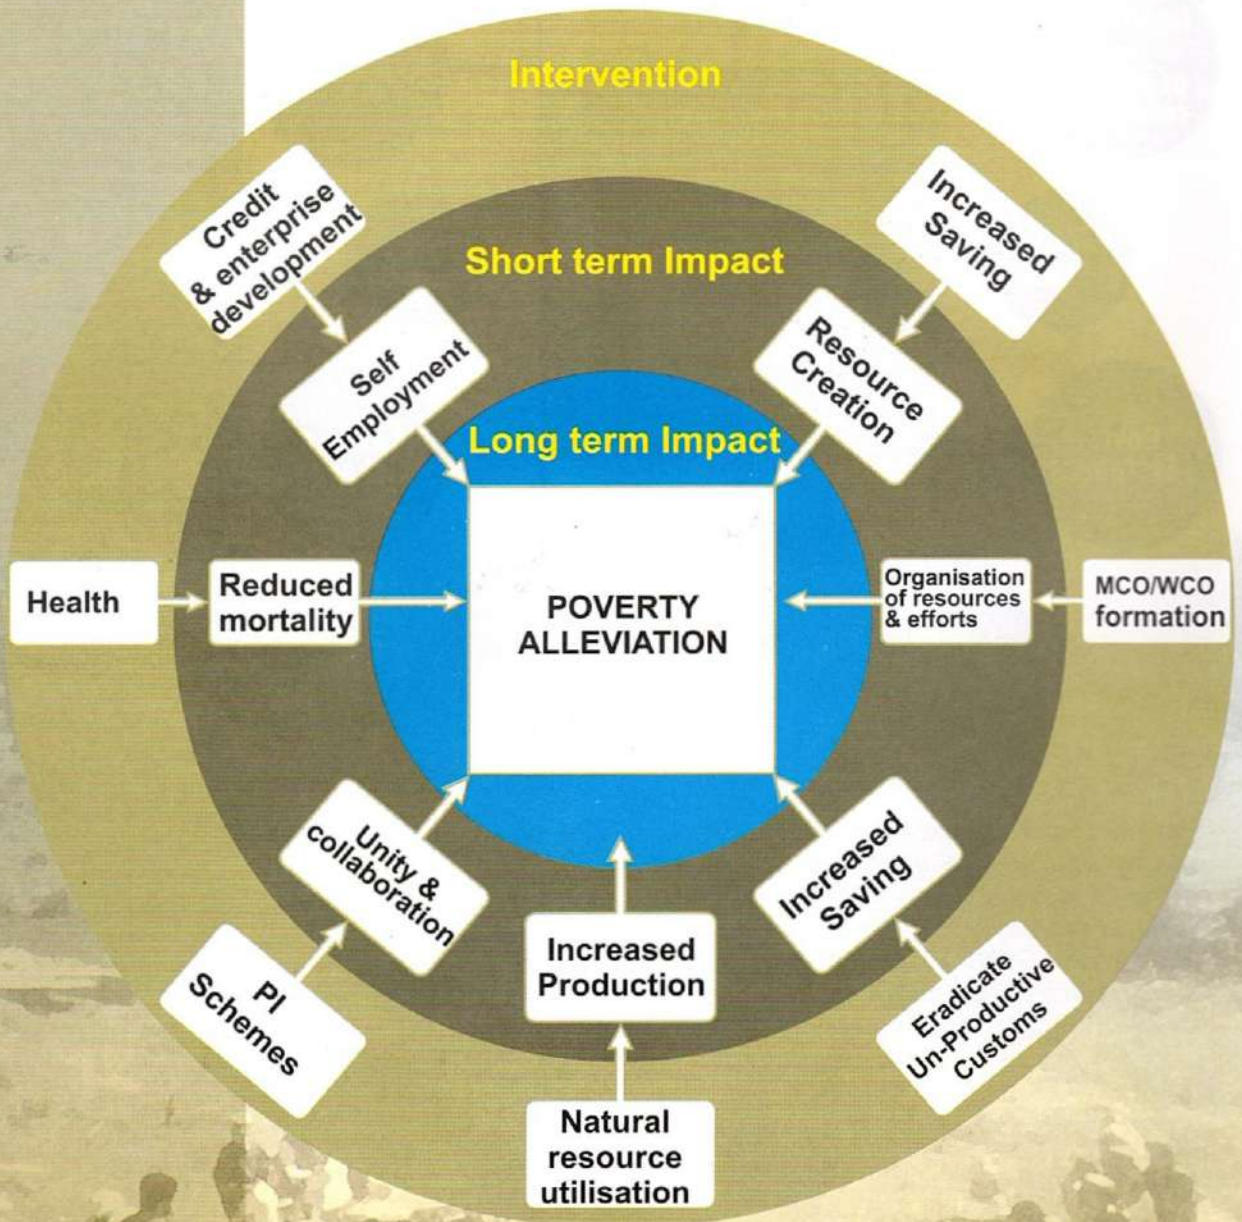 Intervention
Credit
& enterprise
development
Increased
Saving
Short term Impact
Self
Employment
Resource
Creation
Long term Impact
Health
Reduced
mortality
POVERTY
ALLEVIATION
Organisation
of resources
& efforts
MCO/WCO
formation
Unity &
collaboration
Increased
Saving
Increased
Production
PI
Schemes
Eradicate
Un-Productive
Customs
Natural
resource
utilisation